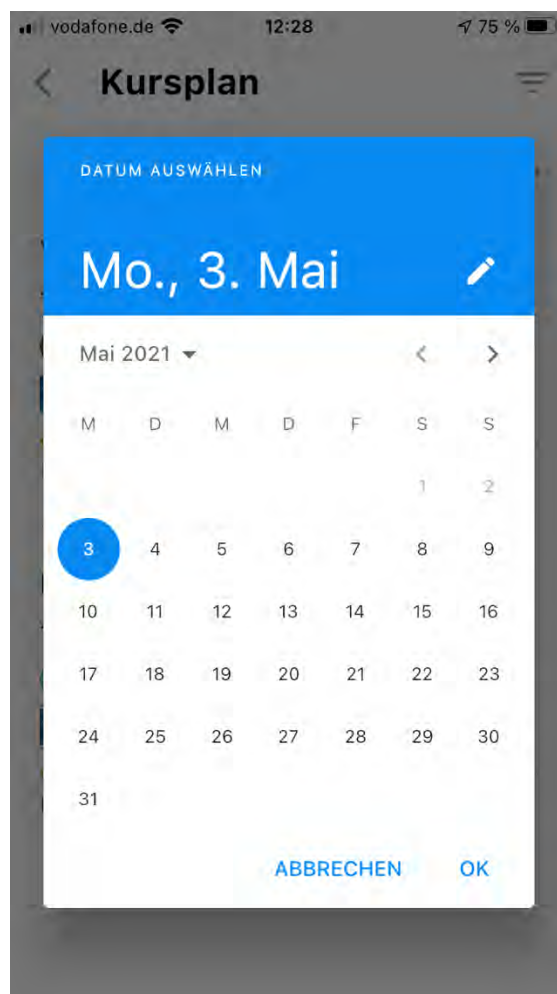 vodafone.de 12:28 75 %
Kursplan
DATUM AUSWÄHLEN
Mo., 3. Mai
Mai 2021
M D M D F S S
1 2
3 4 5 6 7 8 9
10 11 12 13 14 15 16
17 18 19 20 21 22 23
24 25 26 27 28 29 30
31
ABBRECHEN OK